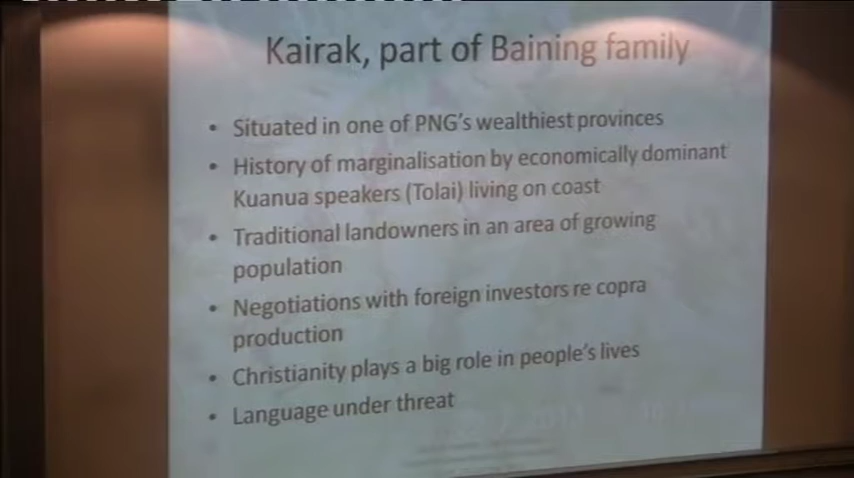 Kairak, part of Baining family
• Situated in one of PNG's wealthiest provinces
• History of marginalisation by economically dominant
Kuanua speakers (Tolai) living on coast
• Traditional landowners in an area of growing
population
• Negotiations with foreign investors re copra
production
• Christianity plays a big role in people's lives
• Language under threat